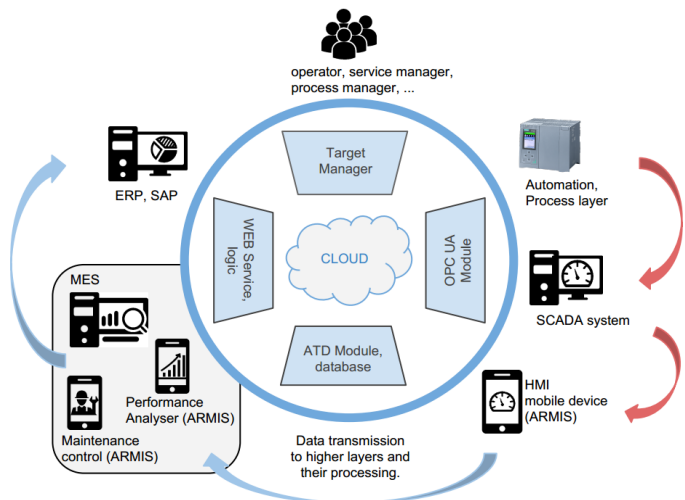 operator, service manager,
process manager, ...
Target
Manager
ERP, SAP
Automation,
Process layer
WEB Service,
logic
CLOUD
OPC UA
Module
MES
SCADA system
ATD Module,
database
Performance
Analyser (ARMIS)
HMI
mobile device
(ARMIS)
Maintenance
control (ARMIS)
Data transmission
to higher layers and
their processing.